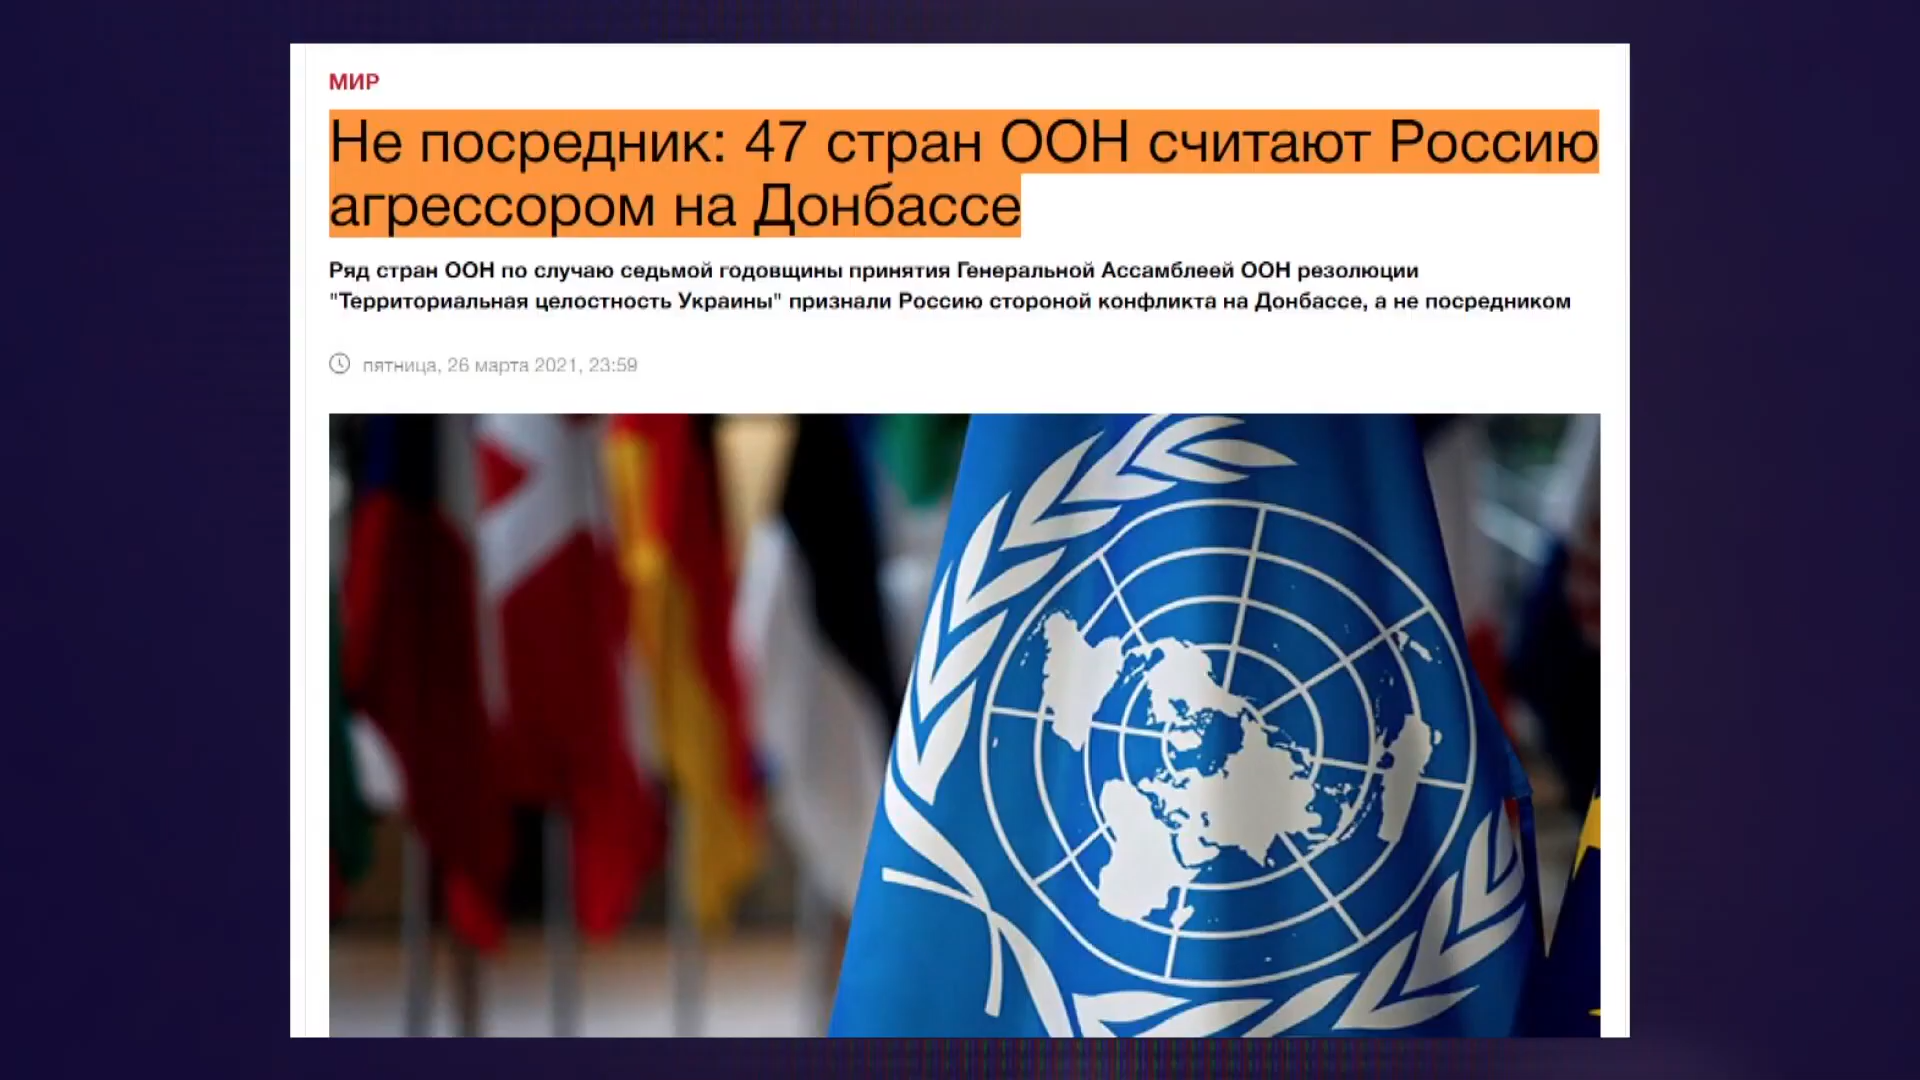 МИР
Не посредник: 47 стран ООН считают Россию
агрессором на Донбассе
Ряд стран ООН по случаю седьмой годовщины принятия Генеральной Ассамблеей ООН резолюции
"Территориальная целостность Украины" признали Россию стороной конфликта на Донбассе, а не посредником
пятница, 26 марта 2021, 23:59